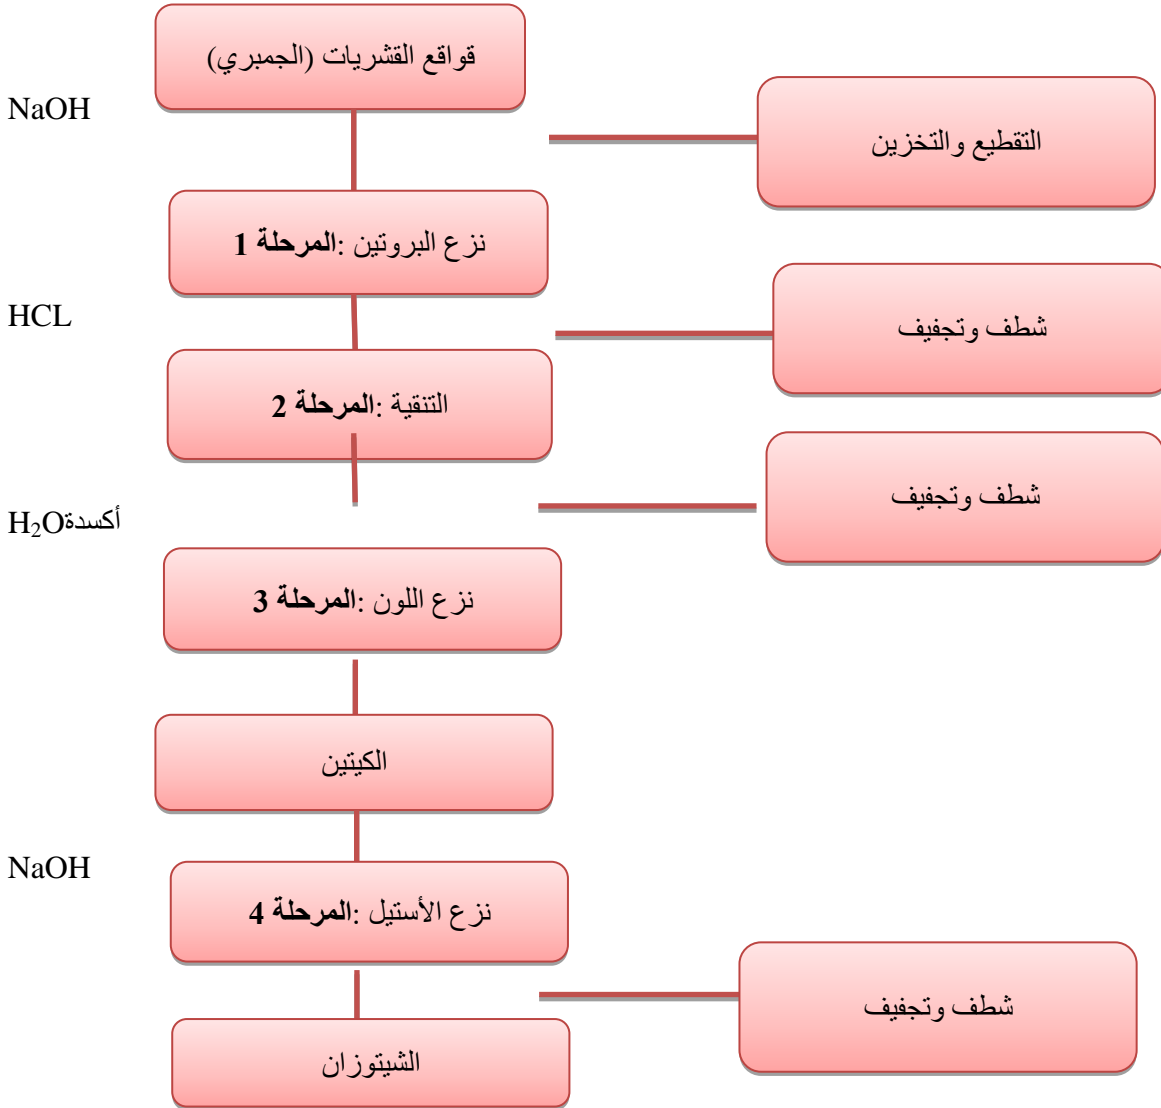 قواقع القشريات (الجمبري)
NaOH
التقطيع والتخزين
نزع البروتين :المرحلة 1
HCL
شطف وتجفيف
التنقية :المرحلة 2
شطف وتجفيف
أكسدةH₂O
نزع اللون :المرحلة 3
الكيتين
NaOH
نزع الأستيل :المرحلة 4
شطف وتجفيف
الشيتوزان